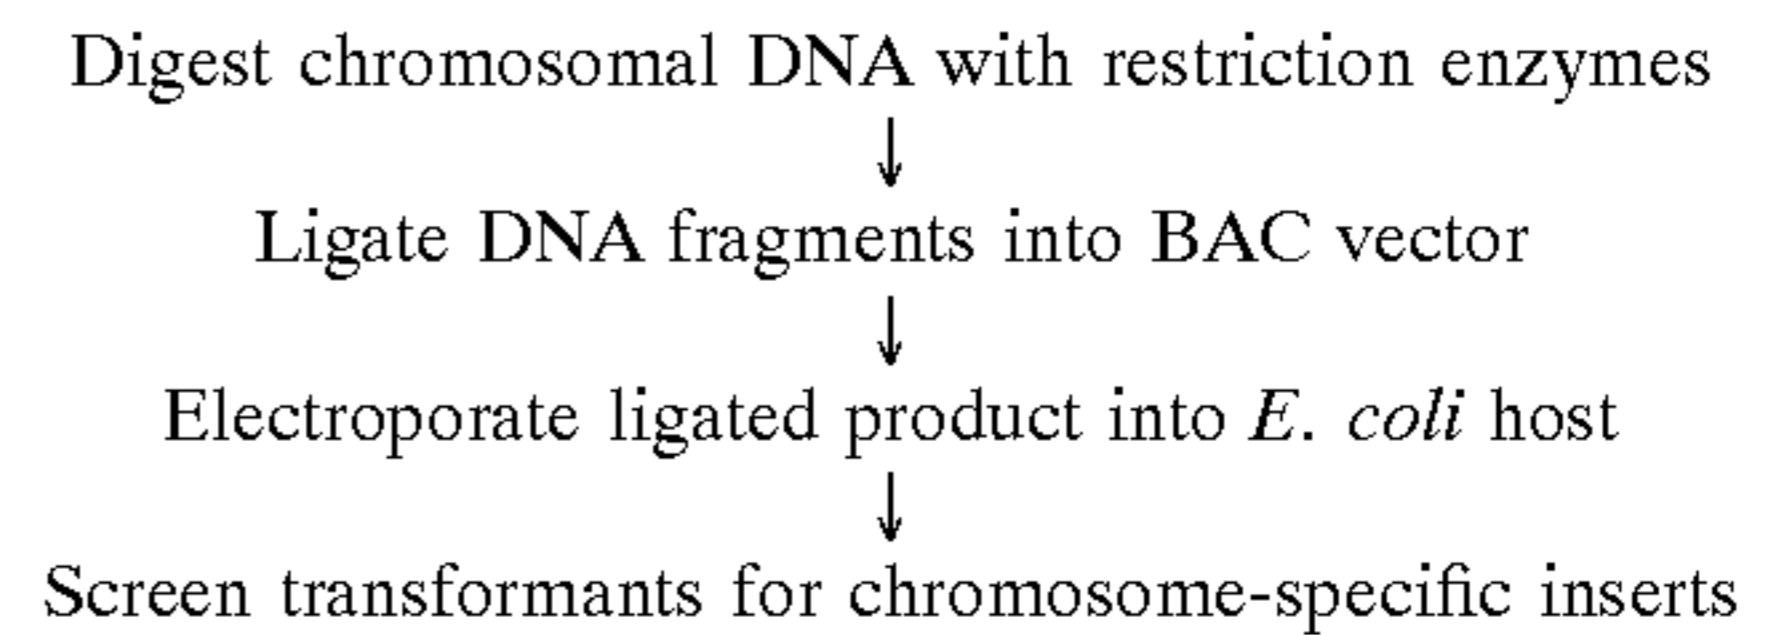 Digest chromosomal DNA with restriction enzymes
Ligate DNA fragments into BAC vector
Electroporate ligated product into E. coli host
Screen transformants for chromosome-specific inserts